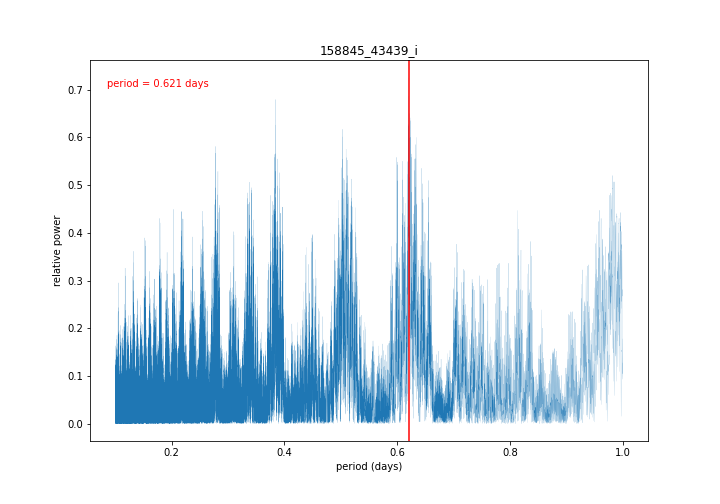 158845_43439_i
period = 0.621 days
relative power
0.7
0.6
0.5
0.4
0.3
0.2
0.1
0.0
0.2 0.4 0.6 0.8 1.0
period (days)